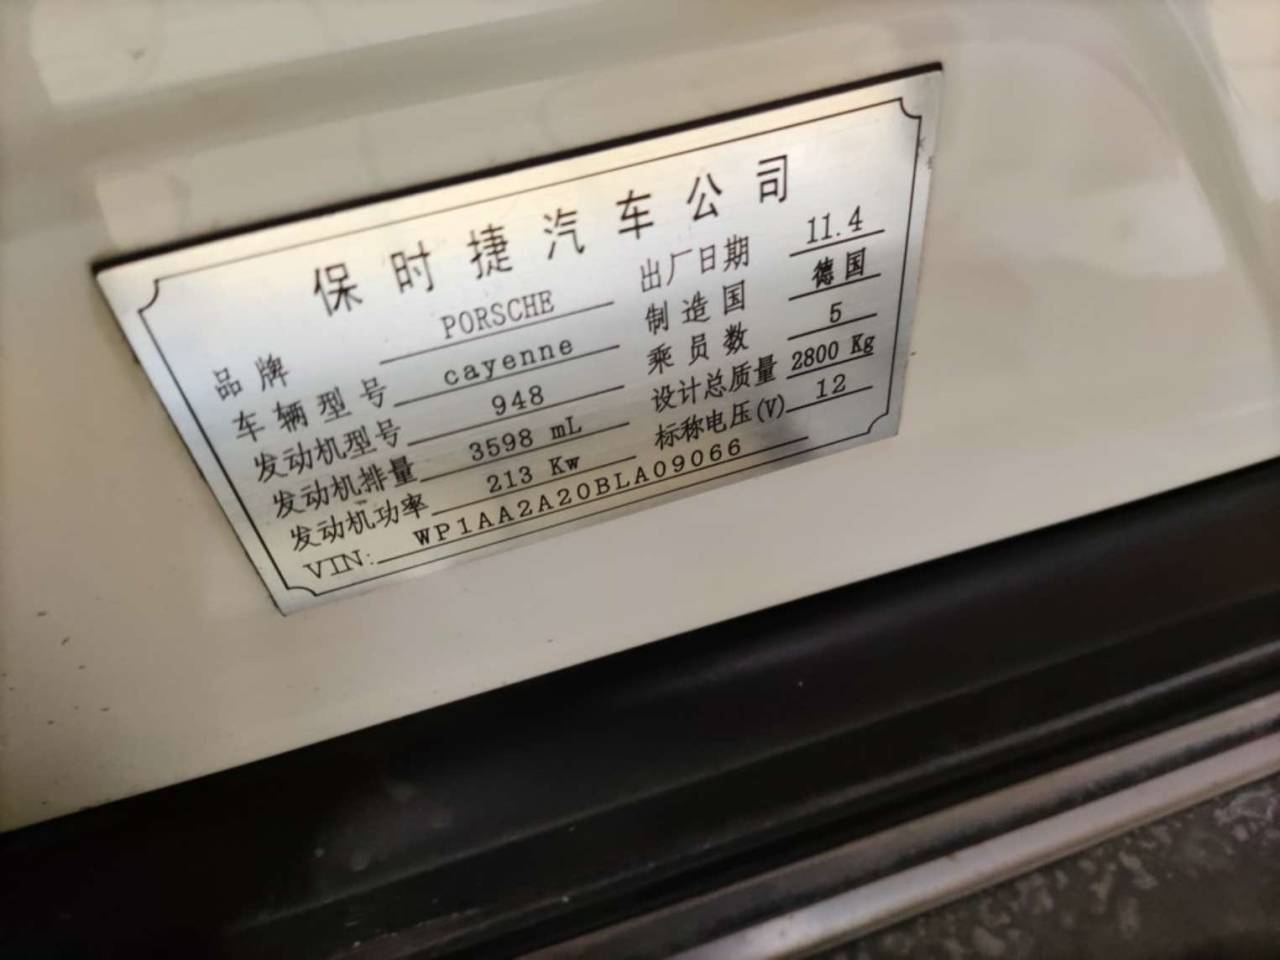 保时捷汽车公司
品牌 PORSCHE 出厂日期 11.4
车辆型号 cayenne 制造国 德国
发动机型号 948 乘员数 5
发动机排量 3598 mL 设计总质量 2800 Kg
发动机功率 213 Kw 标称电压(V) 12
VIN: WP1AA2A20BLA09066